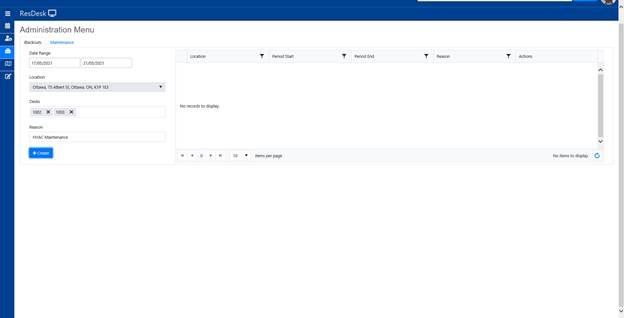 ResDesk
Administration Menu
Blackouts Maintenance
Date Range
17/05/2021 21/05/2021
Location
Ottawa, 75 Albert St, Ottawa, ON, K1P 1E3
Desks
1002 ✕ 1003 ✕
Reason
HVAC Maintenance
+ Create
Location Period Start Period End Reason Actions
No records to display.
0 10 items per page No items to display